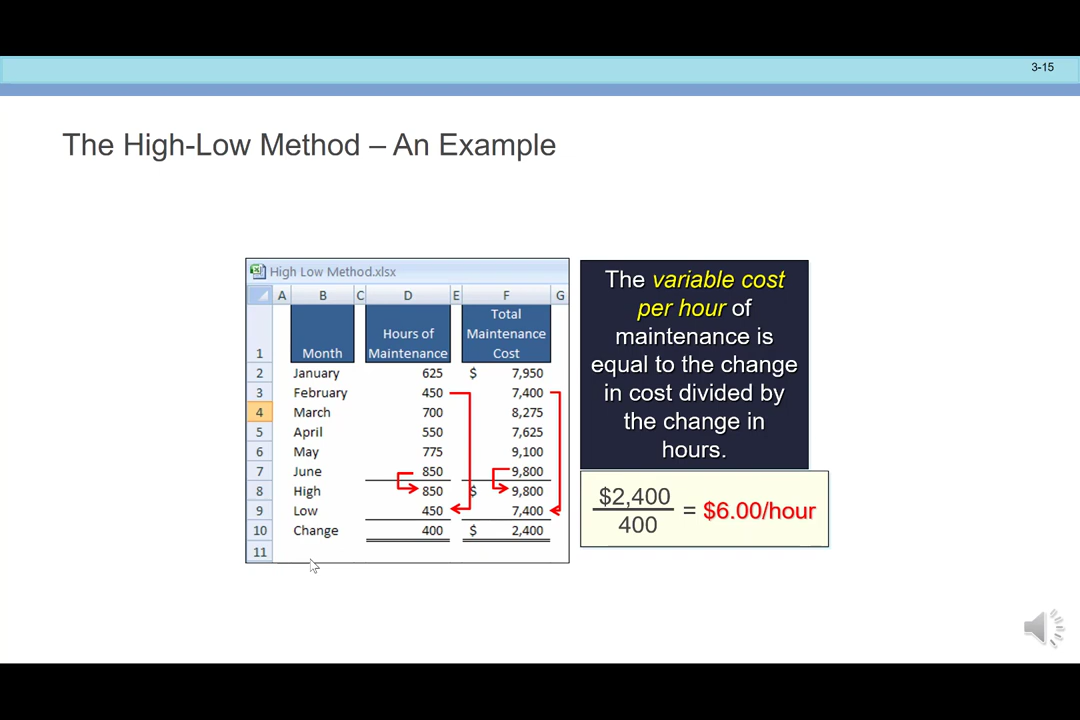 3-15
The High-Low Method – An Example
High Low Method.xlsx
A B C D E F G
1 Month Hours of Maintenance Total Maintenance Cost
2 January 625 $ 7,950
3 February 450 7,400
4 March 700 8,275
5 April 550 7,625
6 May 775 9,100
7 June 850 9,800
8 High 850 $ 9,800
9 Low 450 7,400
10 Change 400 $ 2,400
11
The variable cost
per hour of
maintenance is
equal to the change
in cost divided by
the change in
hours.
$2,400
400
= $6.00/hour